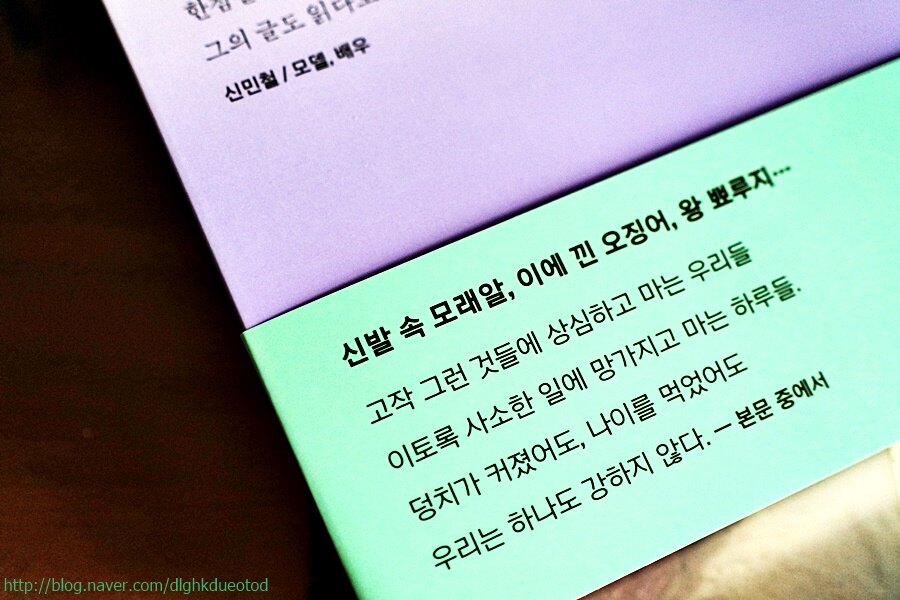 그의 글도 읽다
신민철 / 모델, 배우
신발 속 모래알, 이에 낀 오징어, 왕 뾰루지…
고작 그런 것들에 상심하고 마는 우리들
이토록 사소한 일에 망가지고 마는 하루들.
덩치가 커졌어도, 나이를 먹었어도
우리는 하나도 강하지 않다. — 본문 중에서
http://blog.naver.com/dlghkdueotod